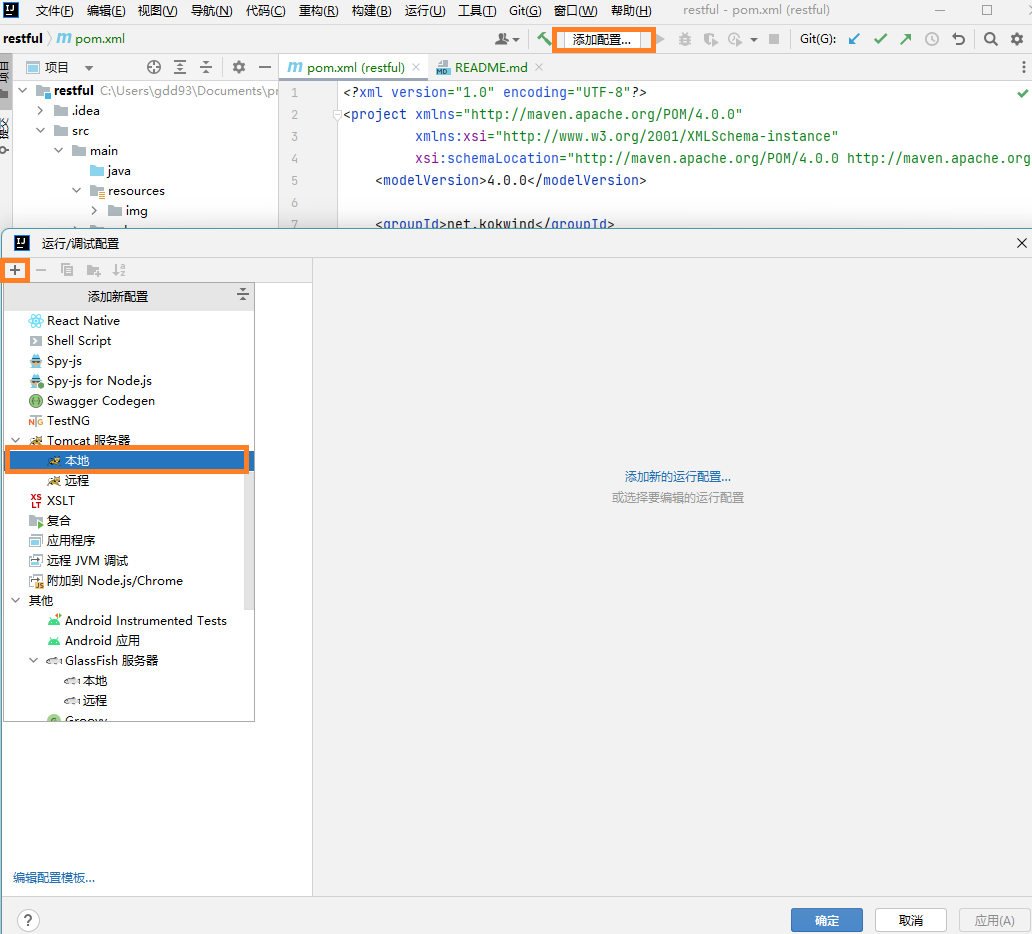 文件(F) 编辑(E) 视图(V) 导航(N) 代码(C) 重构(R) 构建(B) 运行(U) 工具(T) Git(G) 窗口(W) 帮助(H) restful - pom.xml (restful)
restful pom.xml 添加配置... Git(G):
项目
项目 pom.xml (restful) README.md
提交
restful C:\Users\gdd93\Documents\pr
.idea
src
main
java
resources
img
1 <?xml version="1.0" encoding="UTF-8"?>
2 <project xmlns="http://maven.apache.org/POM/4.0.0"
3 xmlns:xsi="http://www.w3.org/2001/XMLSchema-instance"
4 xsi:schemaLocation="http://maven.apache.org/POM/4.0.0 http://maven.apache.org
5 <modelVersion>4.0.0</modelVersion>
6
7 <groupId>net.kokwind</groupId>
运行/调试配置
添加新配置
React Native
Shell Script
Spy-js
Spy-js for Node.js
Swagger Codegen
TestNG
Tomcat 服务器
本地
远程
XSLT
复合
应用程序
远程 JVM 调试
附加到 Node.js/Chrome
其他
Android Instrumented Tests
Android 应用
GlassFish 服务器
本地
远程
Groovy
添加新的运行配置...
或选择要编辑的运行配置
编辑配置模板...
? 确定 取消 应用(A)